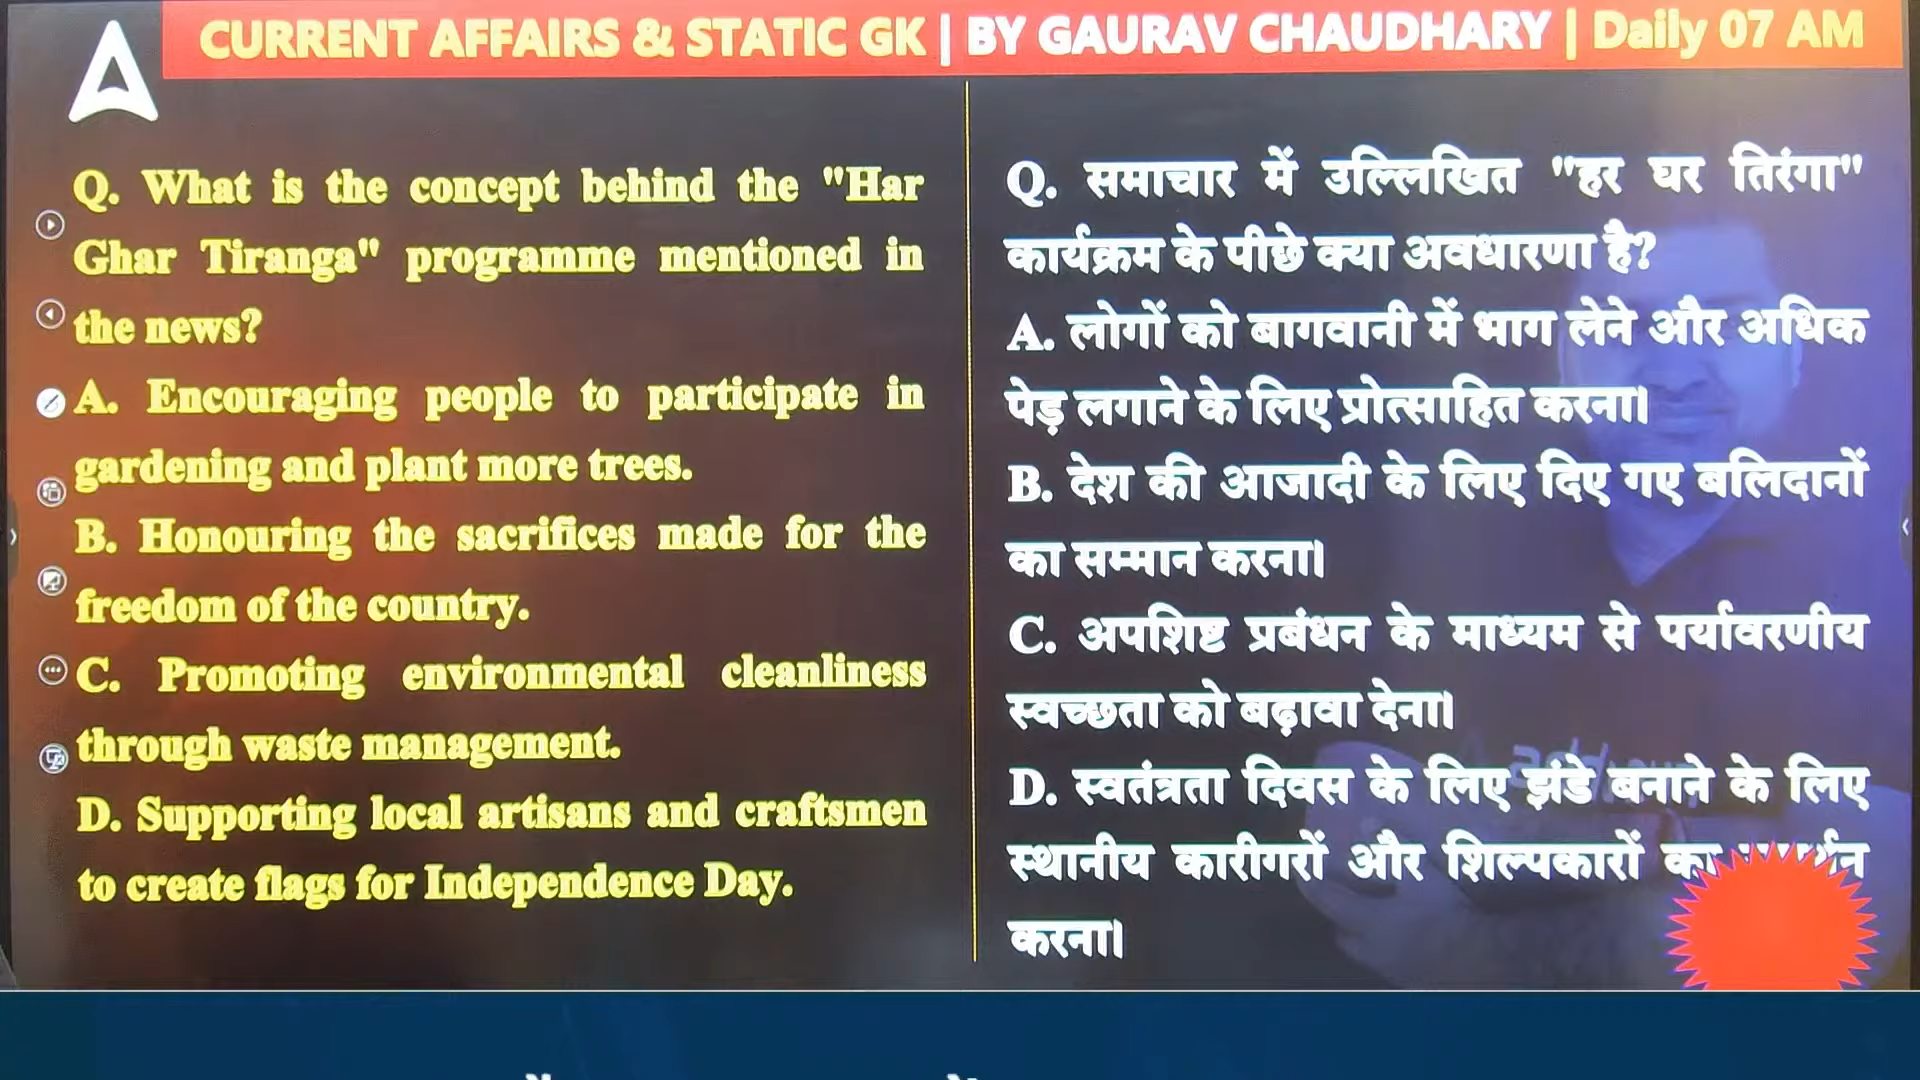 CURRENT AFFAIRS & STATIC GK | BY GAURAV CHAUDHARY | Daily 07 AM
Q. What is the concept behind the "Har
Ghar Tiranga" programme mentioned in
the news?
A. Encouraging people to participate in
gardening and plant more trees.
B. Honouring the sacrifices made for the
freedom of the country.
C. Promoting environmental cleanliness
through waste management.
D. Supporting local artisans and craftsmen
to create flags for Independence Day.
Q. समाचार में उल्लिखित "हर घर तिरंगा"
कार्यक्रम के पीछे क्या अवधारणा है?
A. लोगों को बागवानी में भाग लेने और अधिक
पेड़ लगाने के लिए प्रोत्साहित करना।
B. देश की आजादी के लिए दिए गए बलिदानों
का सम्मान करना।
C. अपशिष्ट प्रबंधन के माध्यम से पर्यावरणीय
स्वच्छता को बढ़ावा देना।
D. स्वतंत्रता दिवस के लिए झंडे बनाने के लिए
स्थानीय कारीगरों और शिल्पकारों का
करना।